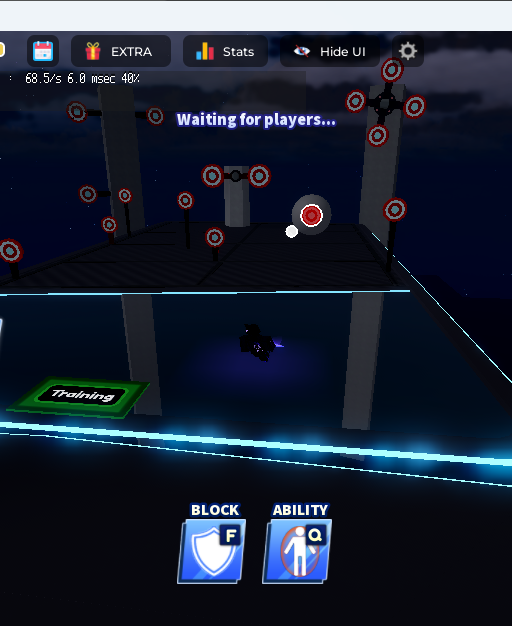 EXTRA
Stats
Hide UI
: 68.5/s 6.0 msec 40%
Waiting for players...
Training
BLOCK
ABILITY
F
Q